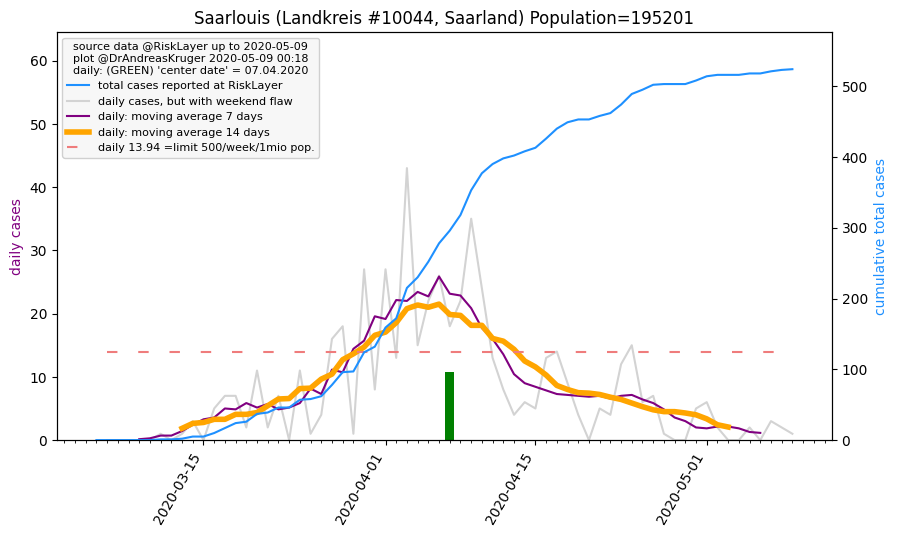 Saarlouis (Landkreis #10044, Saarland) Population=195201
source data @RiskLayer up to 2020-05-09
plot @DrAndreasKruger 2020-05-09 00:18
daily: (GREEN) 'center date' = 07.04.2020
total cases reported at RiskLayer
daily cases, but with weekend flaw
daily: moving average 7 days
daily: moving average 14 days
daily 13.94 =limit 500/week/1mio pop.
daily cases
60
50
40
30
20
10
0
cumulative total cases
500
400
300
200
100
0
2020-03-15
2020-04-01
2020-04-15
2020-05-01